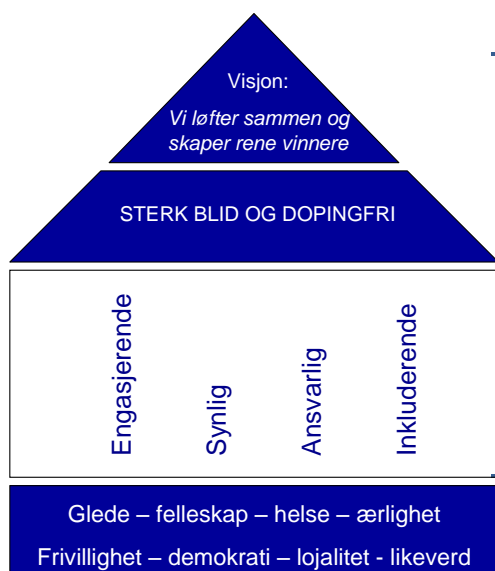 Visjon:
Vi løfter sammen og
skaper rene vinnere
STERK BLID OG DOPINGFRI
Engasjerende
Synlig
Ansvarlig
Inkluderende
Glede – felleskap – helse – ærlighet
Frivillighet – demokrati – lojalitet - likeverd